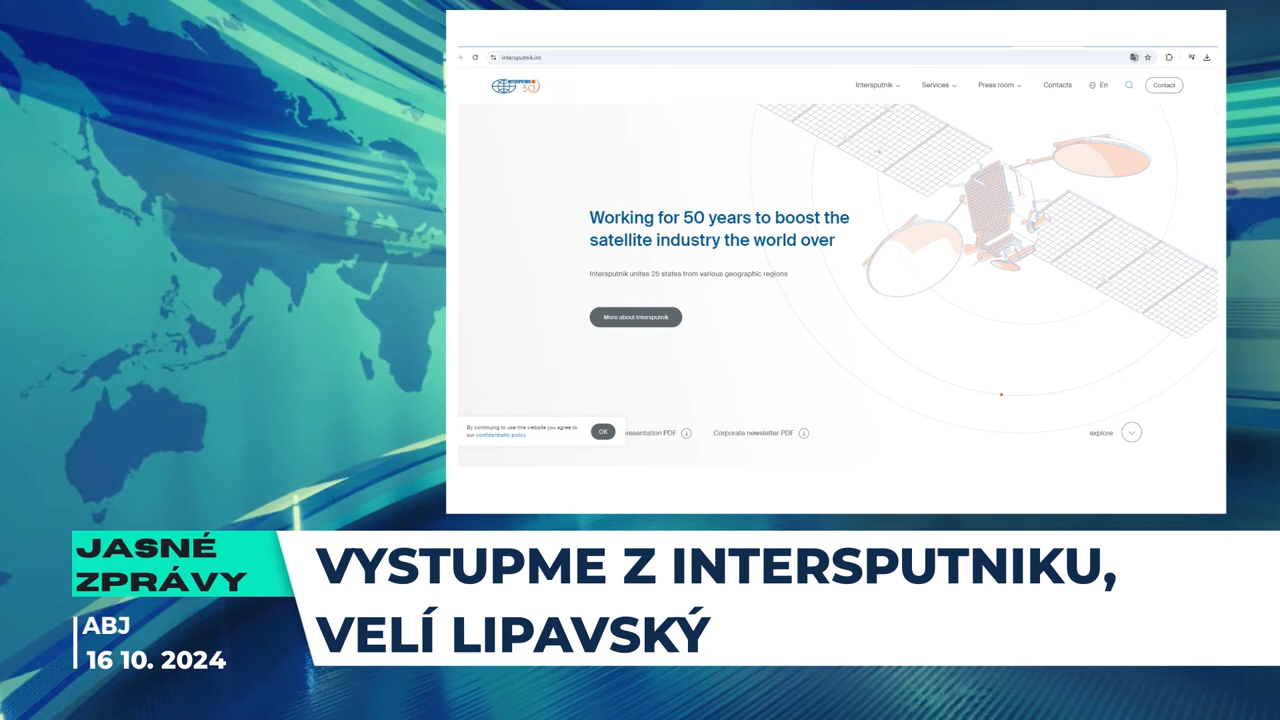 intersputnik.int
50
Intersputnik
Services
Press room
Contacts
En
Contact
Working for 50 years to boost the
satellite industry the world over
Intersputnik unites 25 states from various geographic regions
More about Intersputnik
By continuing to use this website you agree to
our confidentiality policy.
OK
resentation PDF
Corporate newsletter PDF
explore
JASNÉ
ZPRÁVY
VYSTUPME Z INTERSPUTNIKU,
VELÍ LIPAVSKÝ
ABJ
16 10. 2024